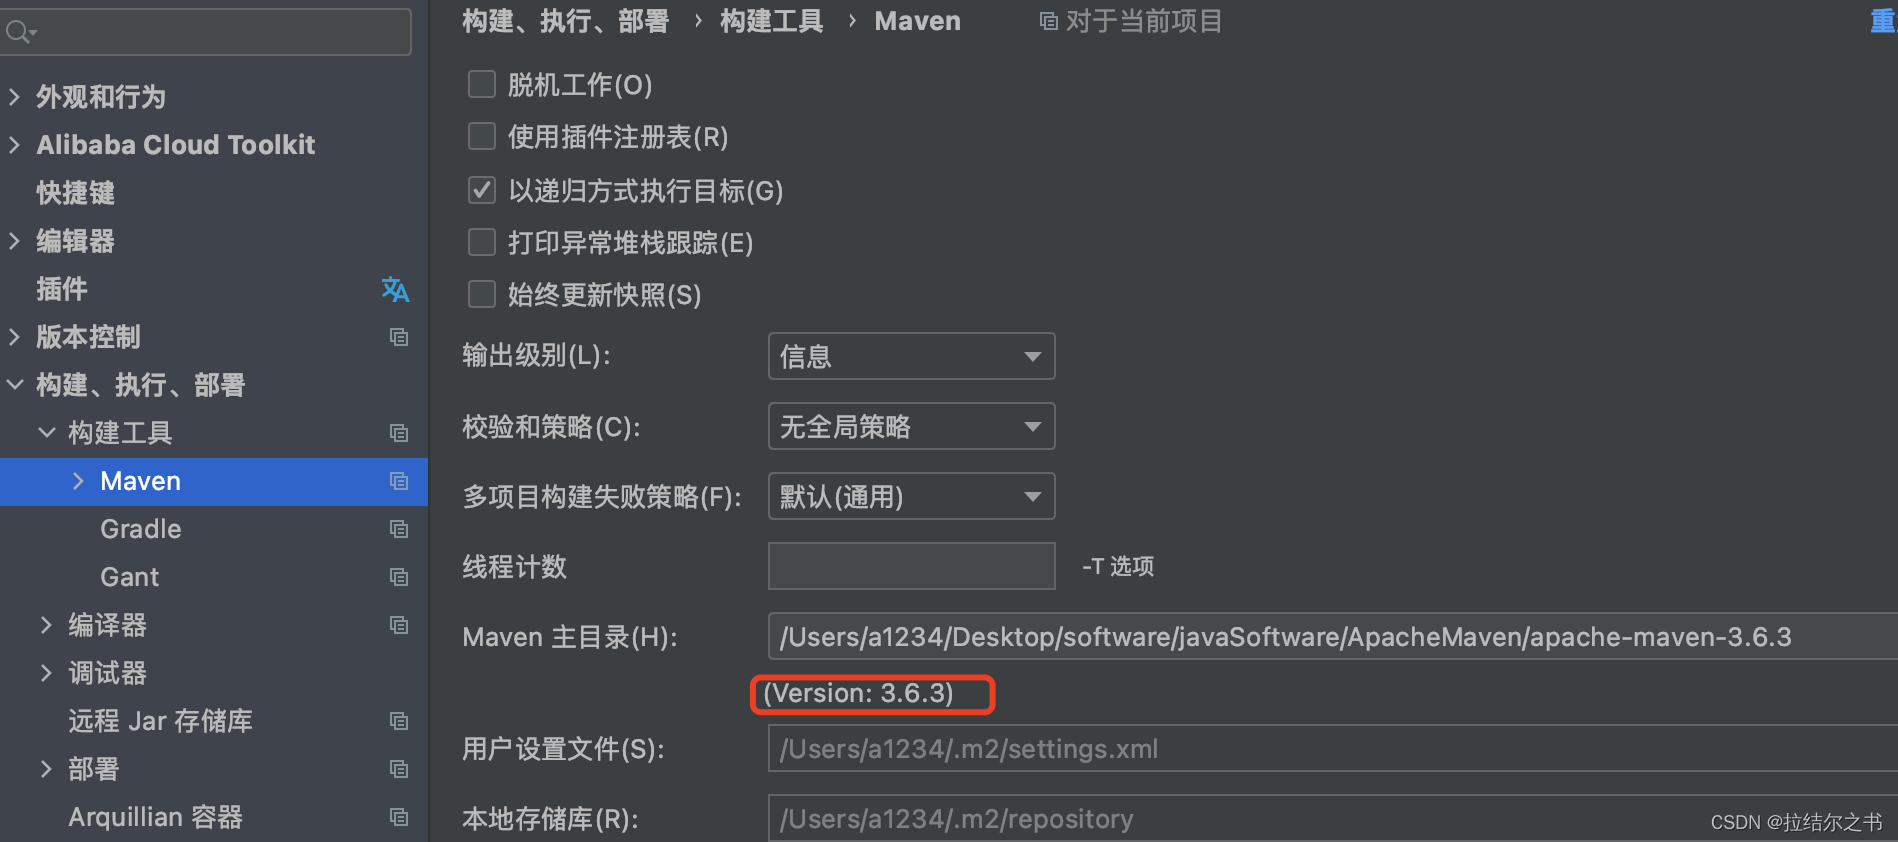 构建、执行、部署 › 构建工具 › Maven 对于当前项目 重
外观和行为
Alibaba Cloud Toolkit
快捷键
编辑器
插件
版本控制
构建、执行、部署
构建工具
Maven
Gradle
Gant
编译器
调试器
远程 Jar 存储库
部署
Arquillian 容器
脱机工作(O)
使用插件注册表(R)
以递归方式执行目标(G)
打印异常堆栈跟踪(E)
始终更新快照(S)
输出级别(L): 信息
校验和策略(C): 无全局策略
多项目构建失败策略(F): 默认(通用)
线程计数 -T 选项
Maven 主目录(H): /Users/a1234/Desktop/software/javaSoftware/ApacheMaven/apache-maven-3.6.3
(Version: 3.6.3)
用户设置文件(S): /Users/a1234/.m2/settings.xml
本地存储库(R): /Users/a1234/.m2/repository
CSDN @拉结尔之书